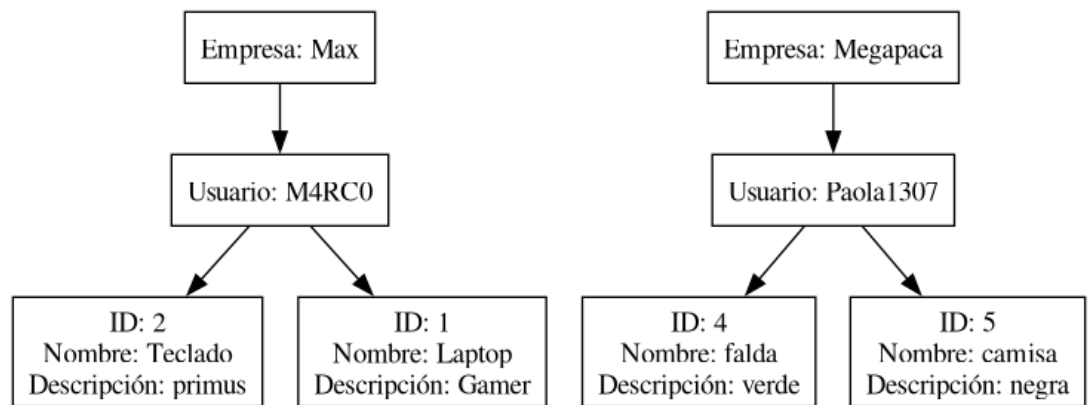 Empresa: Max
Empresa: Megapaca
Usuario: M4RC0
Usuario: Paola1307
ID: 2
Nombre: Teclado
Descripción: primus
ID: 1
Nombre: Laptop
Descripción: Gamer
ID: 4
Nombre: falda
Descripción: verde
ID: 5
Nombre: camisa
Descripción: negra